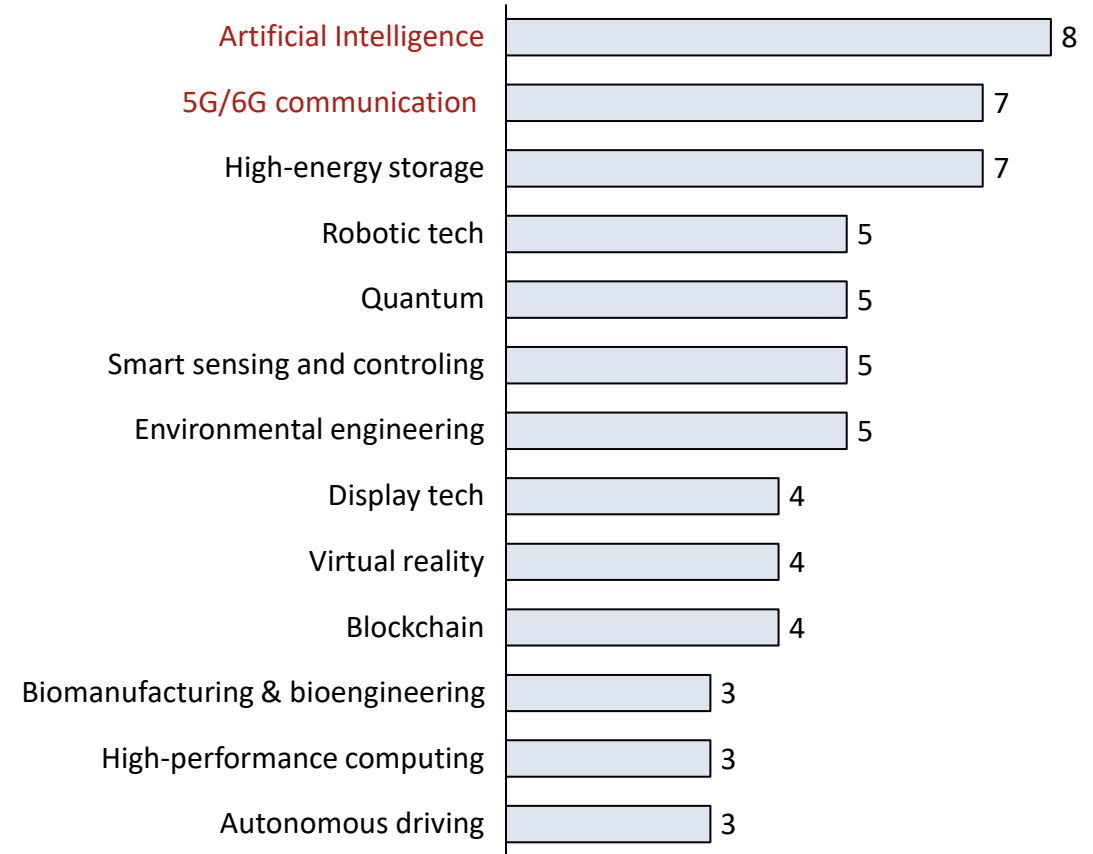 Artificial Intelligence 8
5G/6G communication 7
High-energy storage 7
Robotic tech 5
Quantum 5
Smart sensing and controling 5
Environmental engineering 5
Display tech 4
Virtual reality 4
Blockchain 4
Biomanufacturing & bioengineering 3
High-performance computing 3
Autonomous driving 3